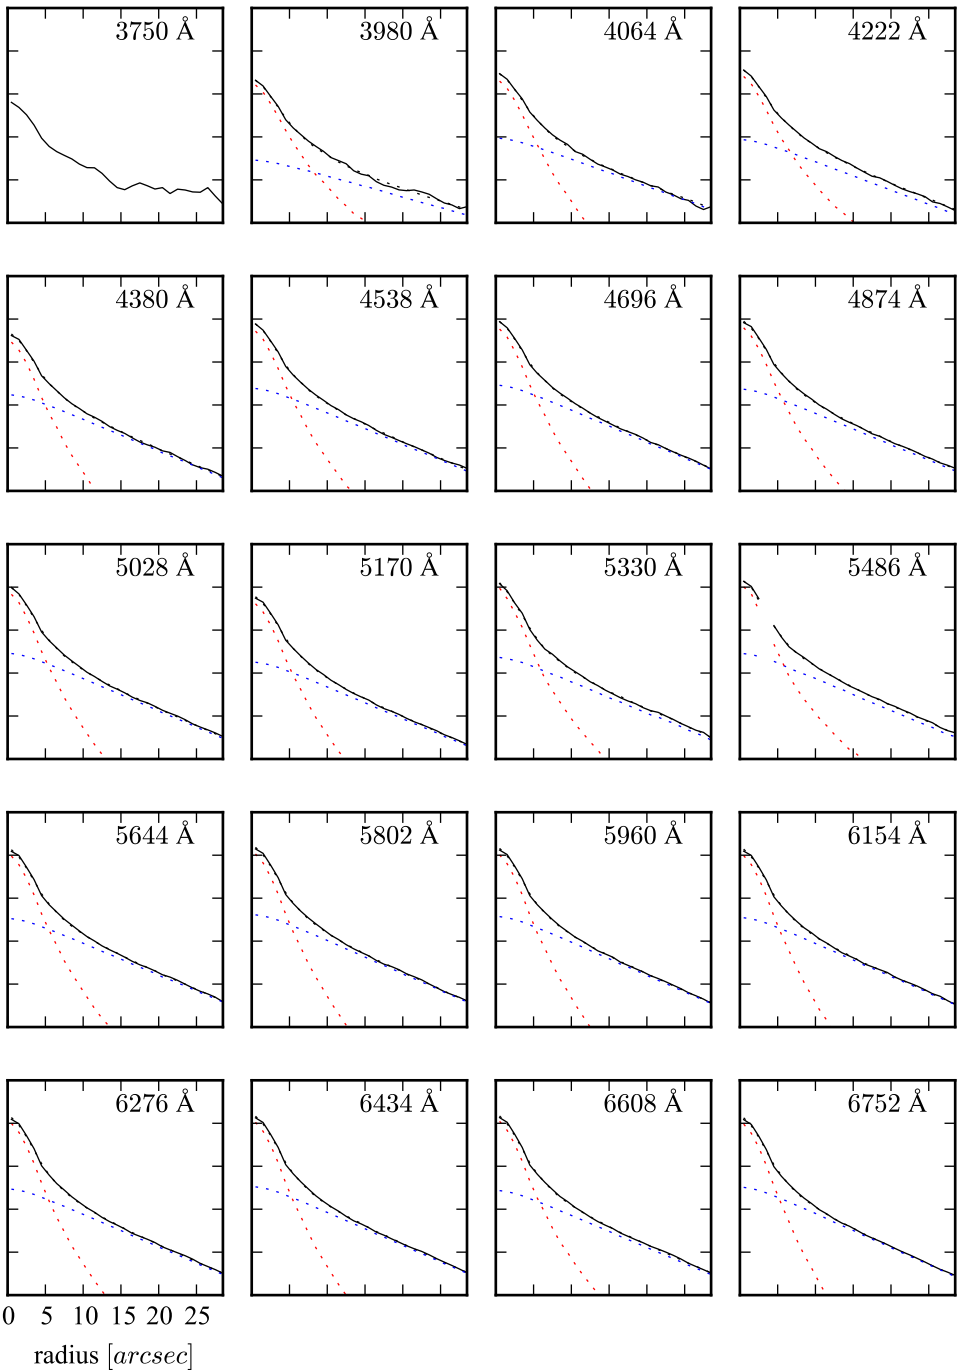 3750 Å 3980 Å 4064 Å 4222 Å
4380 Å 4538 Å 4696 Å 4874 Å
5028 Å 5170 Å 5330 Å 5486 Å
5644 Å 5802 Å 5960 Å 6154 Å
6276 Å 6434 Å 6608 Å 6752 Å
0 5 10 15 20 25
radius [arcsec]